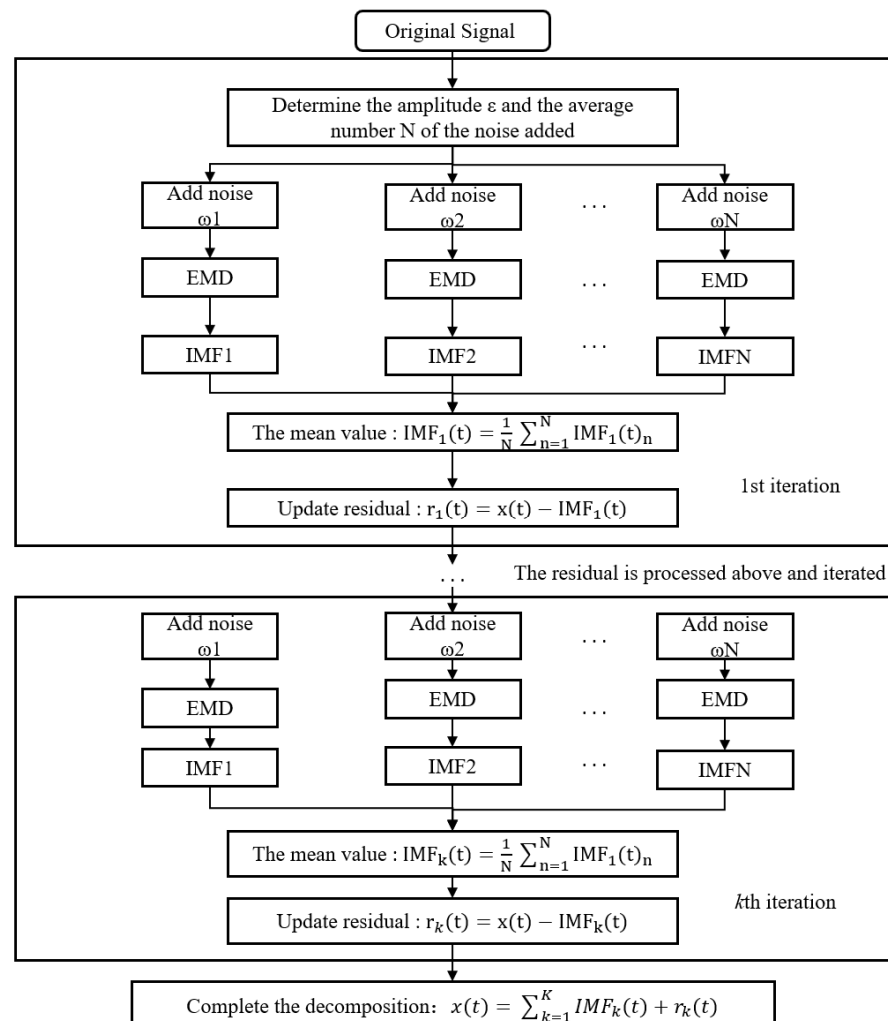 Original Signal
Determine the amplitude ε and the average
number N of the noise added
Add noise
ω1
Add noise
ω2
. . .
Add noise
ωN
EMD
EMD
. . .
EMD
IMF1
IMF2
. . .
IMFN
The mean value : IMF₁(t) = 1/N ∑ₙ₌₁ᴺ IMF₁(t)ₙ
1st iteration
Update residual : r₁(t) = x(t) − IMF₁(t)
. . .
The residual is processed above and iterated
Add noise
ω1
Add noise
ω2
. . .
Add noise
ωN
EMD
EMD
. . .
EMD
IMF1
IMF2
. . .
IMFN
The mean value : IMFₖ(t) = 1/N ∑ₙ₌₁ᴺ IMF₁(t)ₙ
kth iteration
Update residual : rₖ(t) = x(t) − IMFₖ(t)
Complete the decomposition: x(t) = ∑ₖ₌₁ᴷ IMFₖ(t) + rₖ(t)